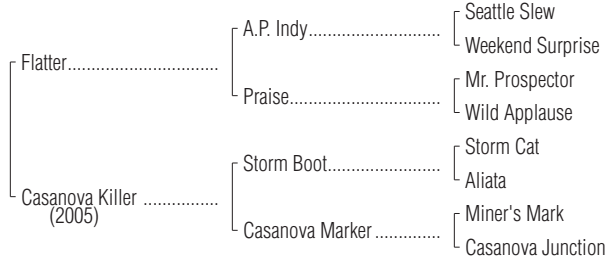 Seattle Slew
A.P. Indy..................................
Weekend Surprise
Flatter.......................................
Mr. Prospector
Praise.......................................
Wild Applause
Storm Cat
Storm Boot..............................
Aliata
Casanova Killer ...................
(2005)
Miner's Mark
Casanova Marker .................
Casanova Junction